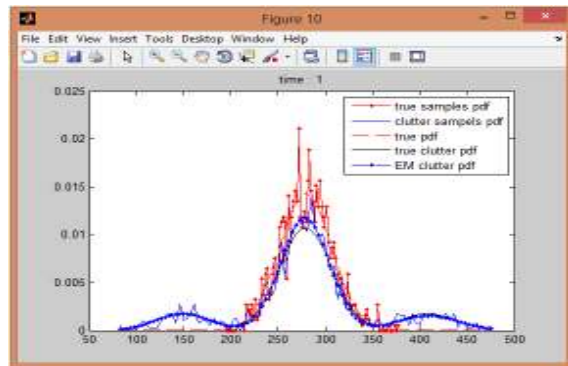 Figure 10
File Edit View Insert Tools Desktop Window Help
time : 1
0.025
0.02
0.015
0.01
0.005
0
50 100 150 200 250 300 350 400 450 500
true samples pdf
clutter sampels pdf
true pdf
true clutter pdf
EM clutter pdf